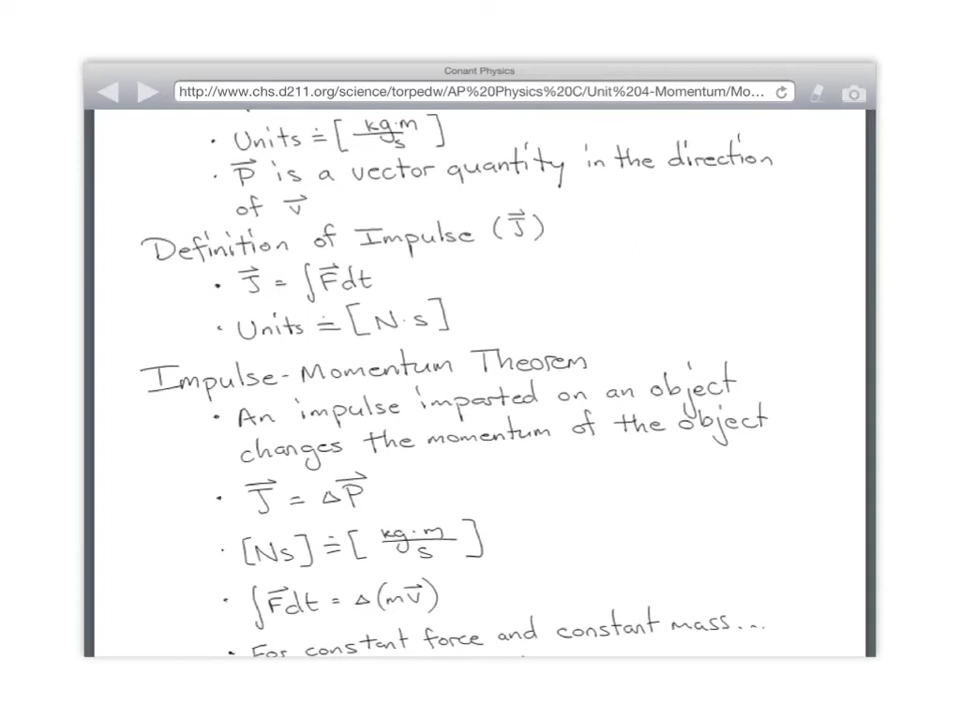 Conant Physics
http://www.chs.d211.org/science/torpedw/AP%20Physics%20C/Unit%204-Momentum/Mo...
• Units ≐ [kg·m/s]
• P⃗ is a vector quantity in the direction
of v⃗
Definition of Impulse (J⃗)
• J⃗ = ∫F⃗dt
• Units ≐ [N·s]
Impulse-Momentum Theorem
• An impulse imparted on an object
changes the momentum of the object
• J⃗ = ΔP⃗
• [Ns] ≐ [kg·m/s]
• ∫F⃗dt = Δ(mv⃗)
• For constant force and constant mass...